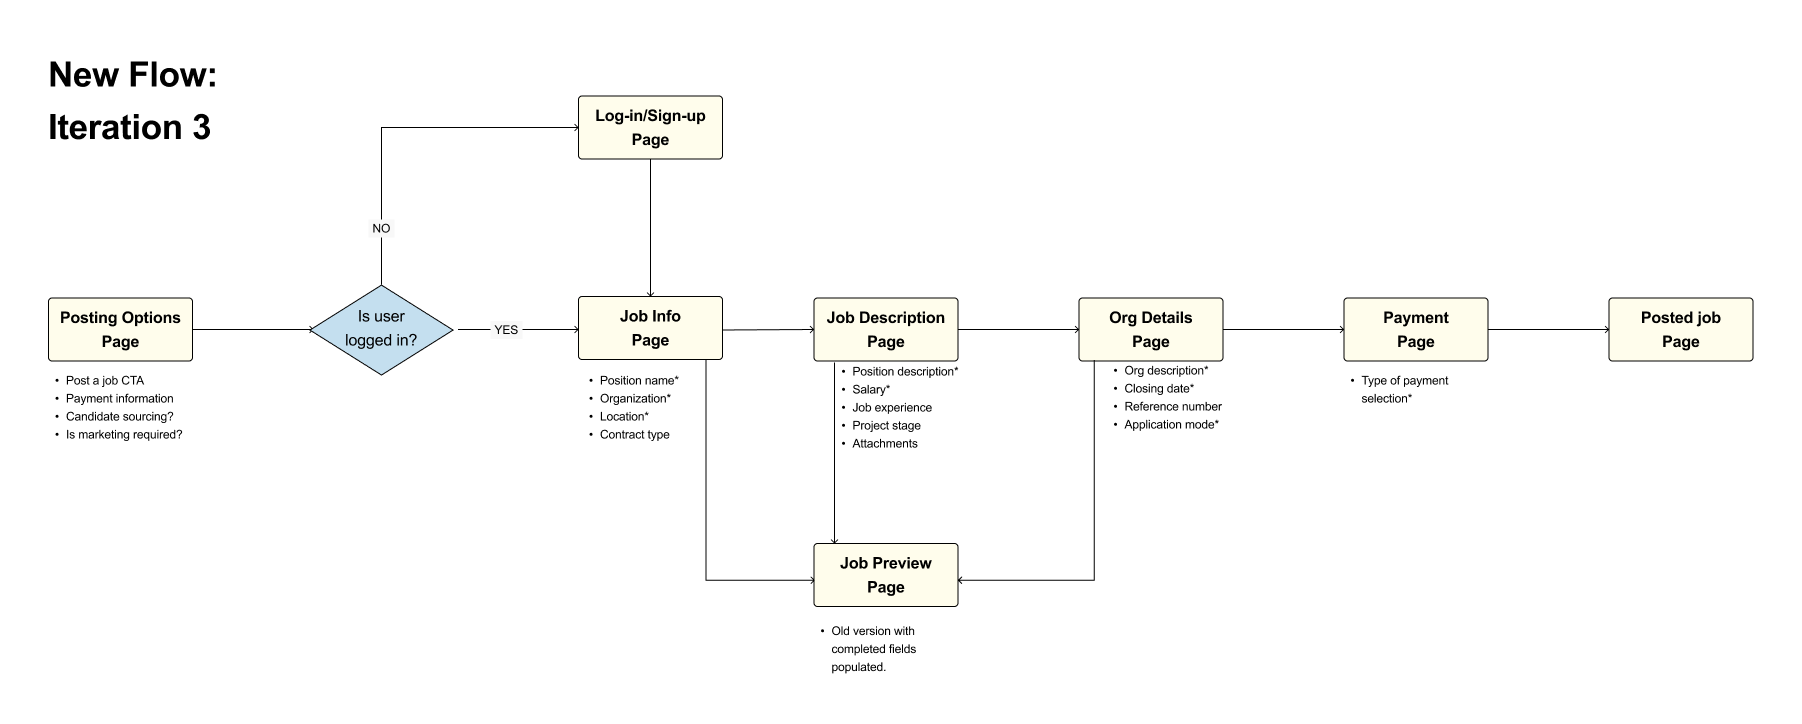 New Flow:
Iteration 3
Log-in/Sign-up
Page
NO
Posting Options
Page
• Post a job CTA
• Payment information
• Candidate sourcing?
• Is marketing required?
Is user
logged in?
YES
Job Info
Page
• Position name*
• Organization*
• Location*
• Contract type
Job Description
Page
• Position description*
• Salary*
• Job experience
• Project stage
• Attachments
Org Details
Page
• Org description*
• Closing date*
• Reference number
• Application mode*
Payment
Page
• Type of payment
selection*
Posted job
Page
Job Preview
Page
• Old version with
completed fields
populated.